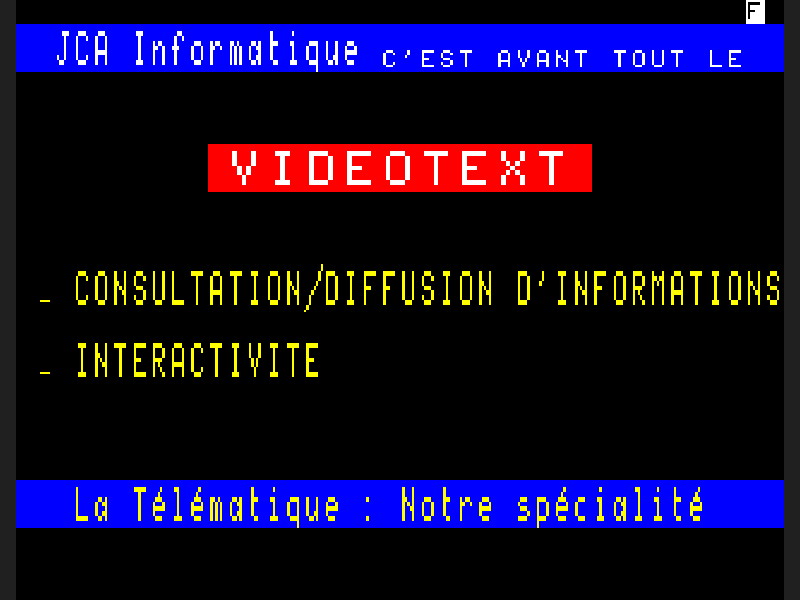 F
JCA Informatique C'EST AVANT TOUT LE
VIDEOTEXT
_ CONSULTATION/DIFFUSION D'INFORMATIONS
_ INTERACTIVITE
La Télématique : Notre spécialité